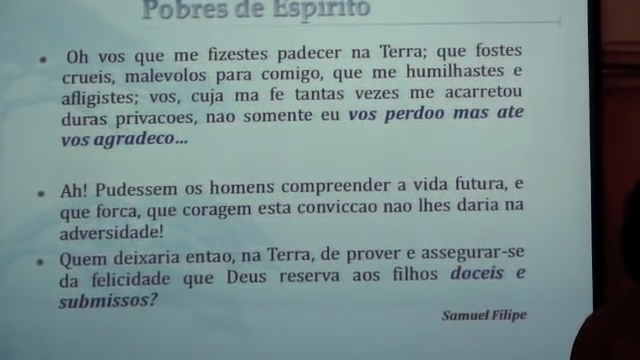 Pobres de Espirito
• Oh vos que me fizestes padecer na Terra; que fostes
crueis, malevolos para comigo, que me humilhastes e
afligistes; vos, cuja ma fe tantas vezes me acarretou
duras privacoes, nao somente eu vos perdoo mas ate
vos agradeco...
• Ah! Pudessem os homens compreender a vida futura, e
que forca, que coragem esta conviccao nao lhes daria na
adversidade!
• Quem deixaria entao, na Terra, de prover e assegurar-se
da felicidade que Deus reserva aos filhos doceis e
submissos?
Samuel Filipe